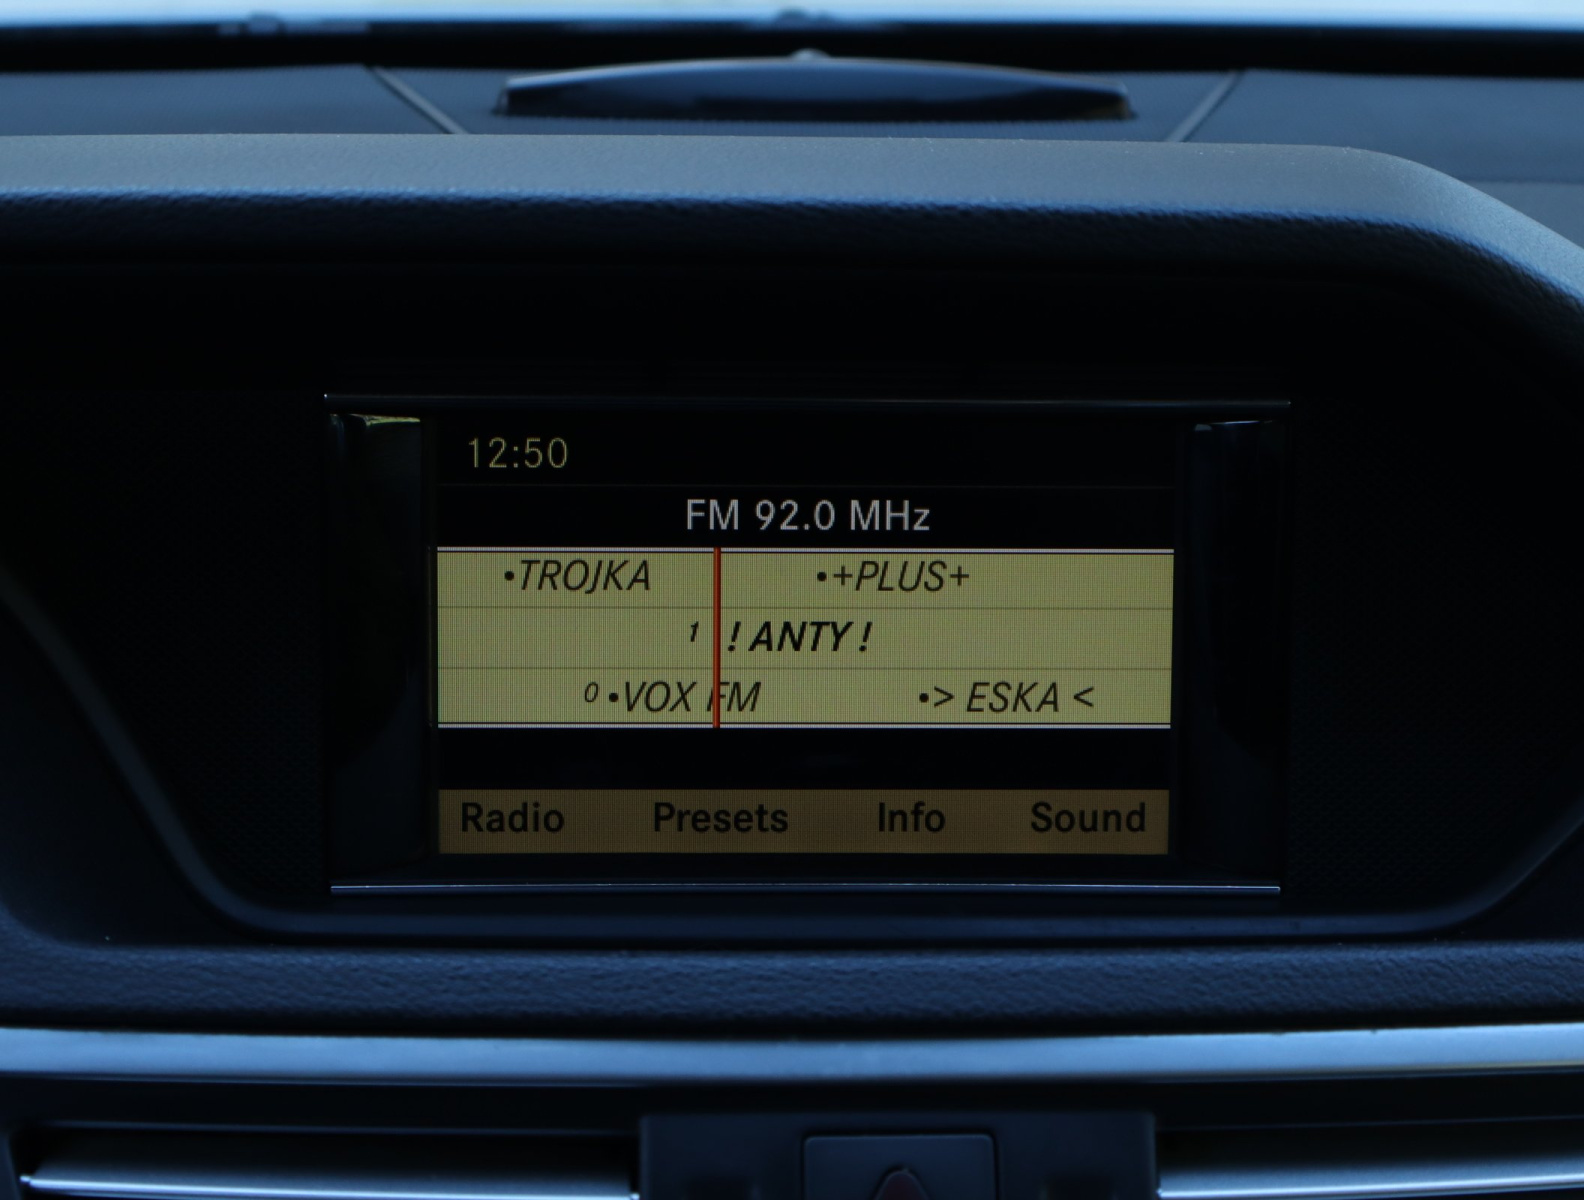 12:50
FM 92.0 MHz
•TROJKA •+PLUS+
1 ! ANTY !
0 •VOX FM •> ESKA <
Radio Presets Info Sound